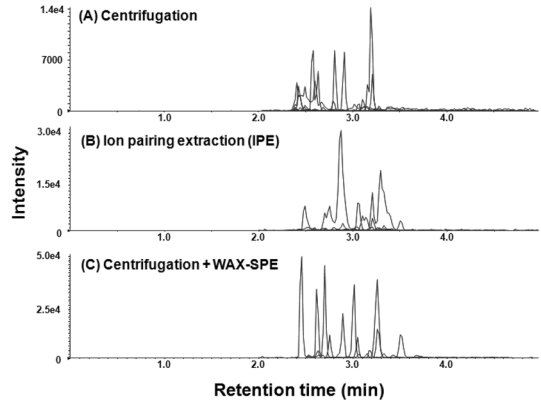 (A) Centrifugation
1.4e4
7000
0
1.0 2.0 3.0 4.0
(B) Ion pairing extraction (IPE)
3.0e4
1.5e4
0
1.0 2.0 3.0 4.0
(C) Centrifugation + WAX-SPE
5.0e4
2.5e4
0
1.0 2.0 3.0 4.0
Intensity
Retention time (min)